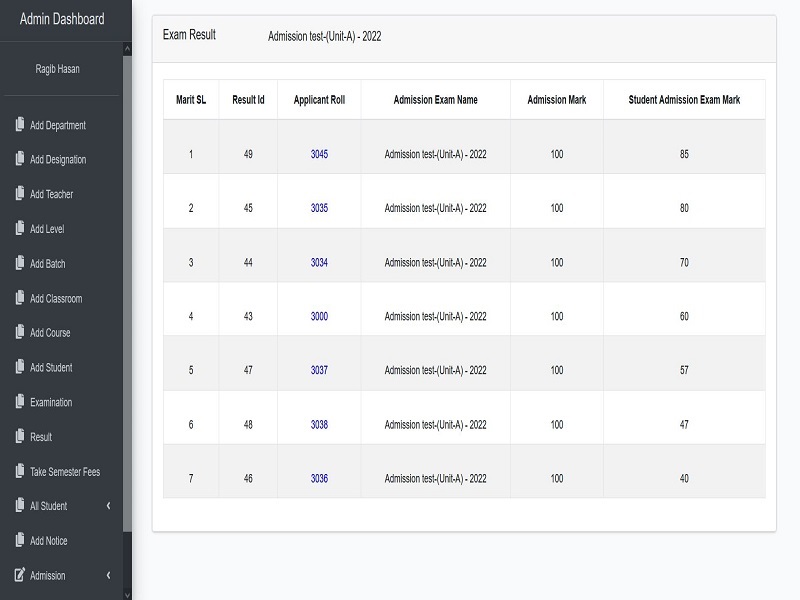 Admin Dashboard
Ragib Hasan
Add Department
Add Designation
Add Teacher
Add Level
Add Batch
Add Classroom
Add Course
Add Student
Examination
Result
Take Semester Fees
All Student
Add Notice
Admission
Exam Result Admission test-(Unit-A) - 2022
Marit SL Result Id Applicant Roll Admission Exam Name Admission Mark Student Admission Exam Mark
1 49 3045 Admission test-(Unit-A) - 2022 100 85
2 45 3035 Admission test-(Unit-A) - 2022 100 80
3 44 3034 Admission test-(Unit-A) - 2022 100 70
4 43 3000 Admission test-(Unit-A) - 2022 100 60
5 47 3037 Admission test-(Unit-A) - 2022 100 57
6 48 3038 Admission test-(Unit-A) - 2022 100 47
7 46 3036 Admission test-(Unit-A) - 2022 100 40